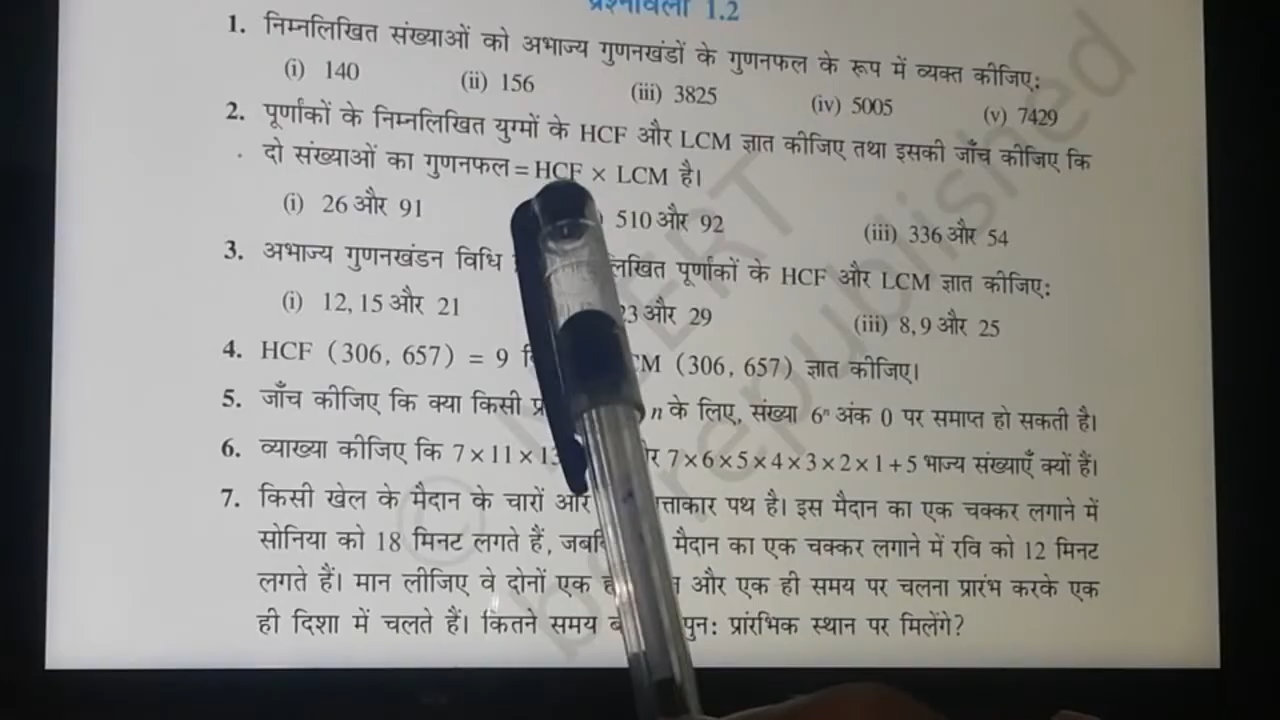 प्रश्नावली 1.2
1. निम्नलिखित संख्याओं को अभाज्य गुणनखंडों के गुणनफल के रूप में व्यक्त कीजिए:
(i) 140 (ii) 156 (iii) 3825 (iv) 5005 (v) 7429
2. पूर्णांकों के निम्नलिखित युग्मों के HCF और LCM ज्ञात कीजिए तथा इसकी जाँच कीजिए कि
दो संख्याओं का गुणनफल = HCF × LCM है।
(i) 26 और 91 ) 510 और 92 (iii) 336 और 54
3. अभाज्य गुणनखंडन विधि लिखित पूर्णांकों के HCF और LCM ज्ञात कीजिए:
(i) 12, 15 और 21 23 और 29 (iii) 8, 9 और 25
4. HCF (306, 657) = 9 CM (306, 657) ज्ञात कीजिए।
5. जाँच कीजिए कि क्या किसी n के लिए, संख्या 6ⁿ अंक 0 पर समाप्त हो सकती है।
6. व्याख्या कीजिए कि 7 × 11 × 13 7 × 6 × 5 × 4 × 3 × 2 × 1 + 5 भाज्य संख्याएँ क्यों हैं।
7. किसी खेल के मैदान के चारों ओर त्ताकार पथ है। इस मैदान का एक चक्कर लगाने में
सोनिया को 18 मिनट लगते हैं, मैदान का एक चक्कर लगाने में रवि को 12 मिनट
लगते हैं। मान लीजिए वे दोनों एक और एक ही समय पर चलना प्रारंभ करके एक
ही दिशा में चलते हैं। कितने समय पुन: प्रारंभिक स्थान पर मिलेंगे?
© NCERT
be republished